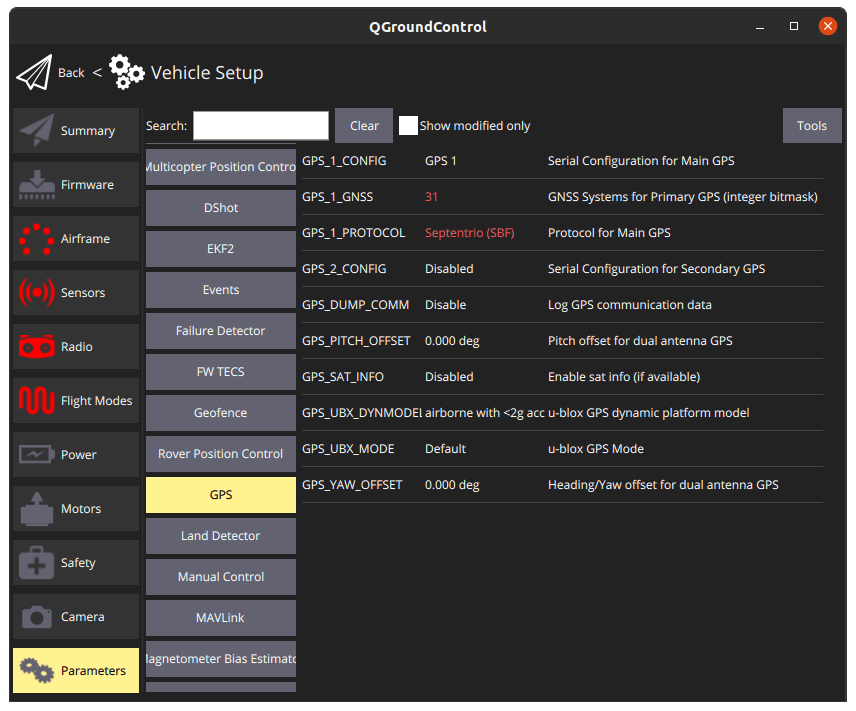 QGroundControl
Back < Vehicle Setup
Search: Clear Show modified only Tools
Summary
Firmware
Airframe
Sensors
Radio
Flight Modes
Power
Motors
Safety
Camera
Parameters
Multicopter Position Contro
DShot
EKF2
Events
Failure Detector
FW TECS
Geofence
Rover Position Control
GPS
Land Detector
Manual Control
MAVLink
Magnetometer Bias Estimato
GPS_1_CONFIG GPS 1 Serial Configuration for Main GPS
GPS_1_GNSS 31 GNSS Systems for Primary GPS (integer bitmask)
GPS_1_PROTOCOL Septentrio (SBF) Protocol for Main GPS
GPS_2_CONFIG Disabled Serial Configuration for Secondary GPS
GPS_DUMP_COMM Disable Log GPS communication data
GPS_PITCH_OFFSET 0.000 deg Pitch offset for dual antenna GPS
GPS_SAT_INFO Disabled Enable sat info (if available)
GPS_UBX_DYNMODEL airborne with <2g acc u-blox GPS dynamic platform model
GPS_UBX_MODE Default u-blox GPS Mode
GPS_YAW_OFFSET 0.000 deg Heading/Yaw offset for dual antenna GPS